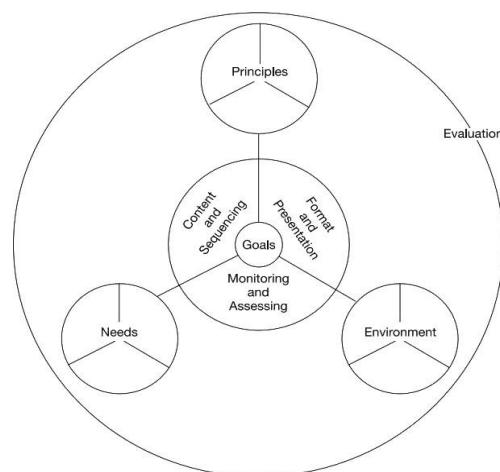 Principles
Evaluation
Content
and
Sequencing
Format
and
Presentation
Goals
Monitoring
and
Assessing
Needs
Environment